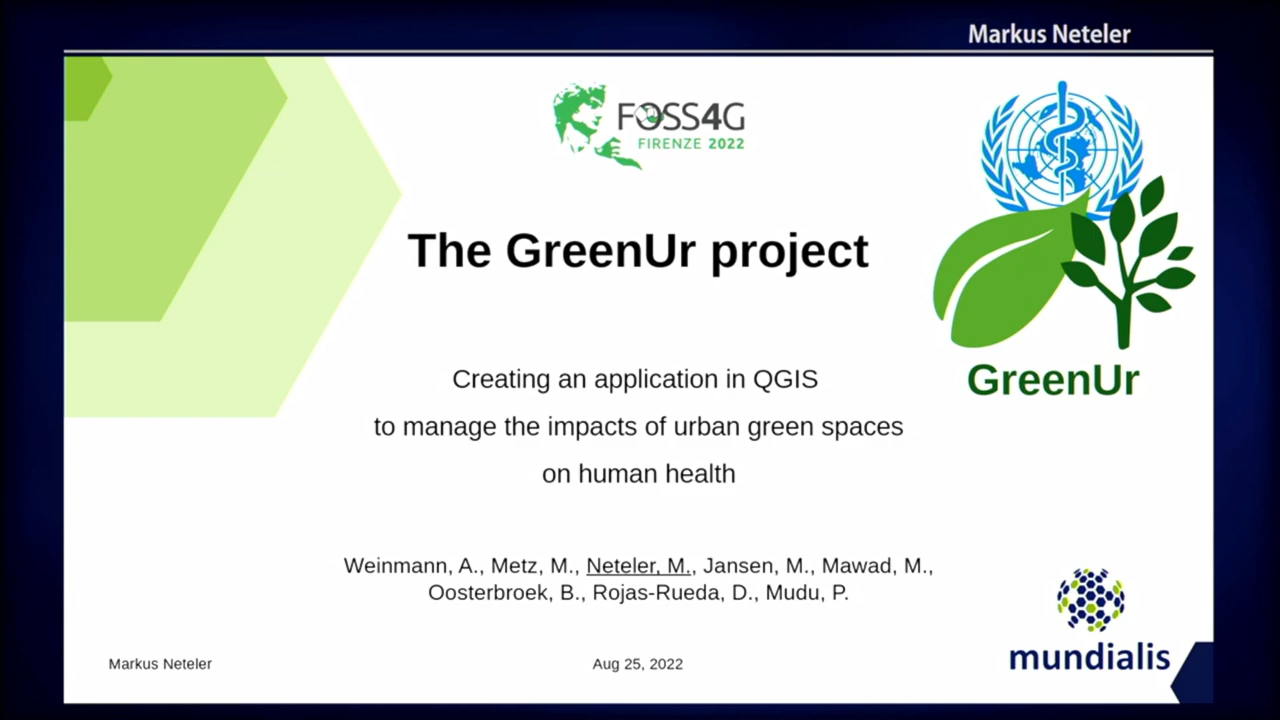 Markus Neteler
FOSS4G
FIRENZE 2022
The GreenUr project
GreenUr
Creating an application in QGIS
to manage the impacts of urban green spaces
on human health
Weinmann, A., Metz, M., Neteler, M., Jansen, M., Mawad, M.,
Oosterbroek, B., Rojas-Rueda, D., Mudu, P.
Markus Neteler
Aug 25, 2022
mundialis